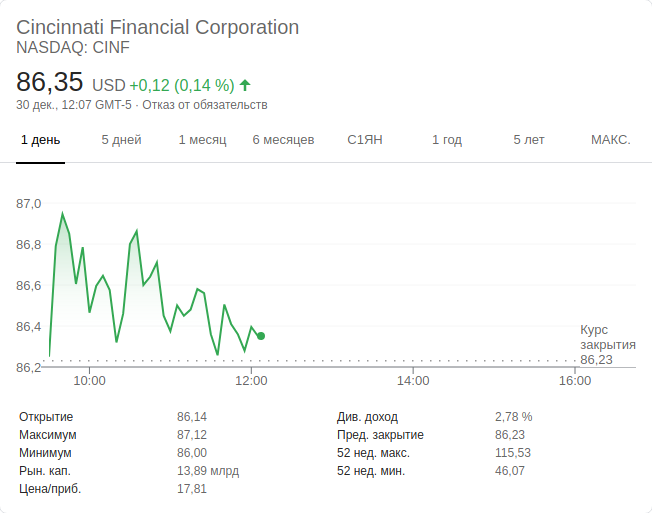 Cincinnati Financial Corporation
NASDAQ: CINF
86,35 USD +0,12 (0,14 %)
30 дек., 12:07 GMT-5 · Отказ от обязательств
1 день 5 дней 1 месяц 6 месяцев С1ЯН 1 год 5 лет МАКС.
87,0
86,8
86,6
86,4
86,2
Курс
закрытия
86,23
10:00 12:00 14:00 16:00
Открытие 86,14 Див. доход 2,78 %
Максимум 87,12 Пред. закрытие 86,23
Минимум 86,00 52 нед. макс. 115,53
Рын. кап. 13,89 млрд 52 нед. мин. 46,07
Цена/приб. 17,81